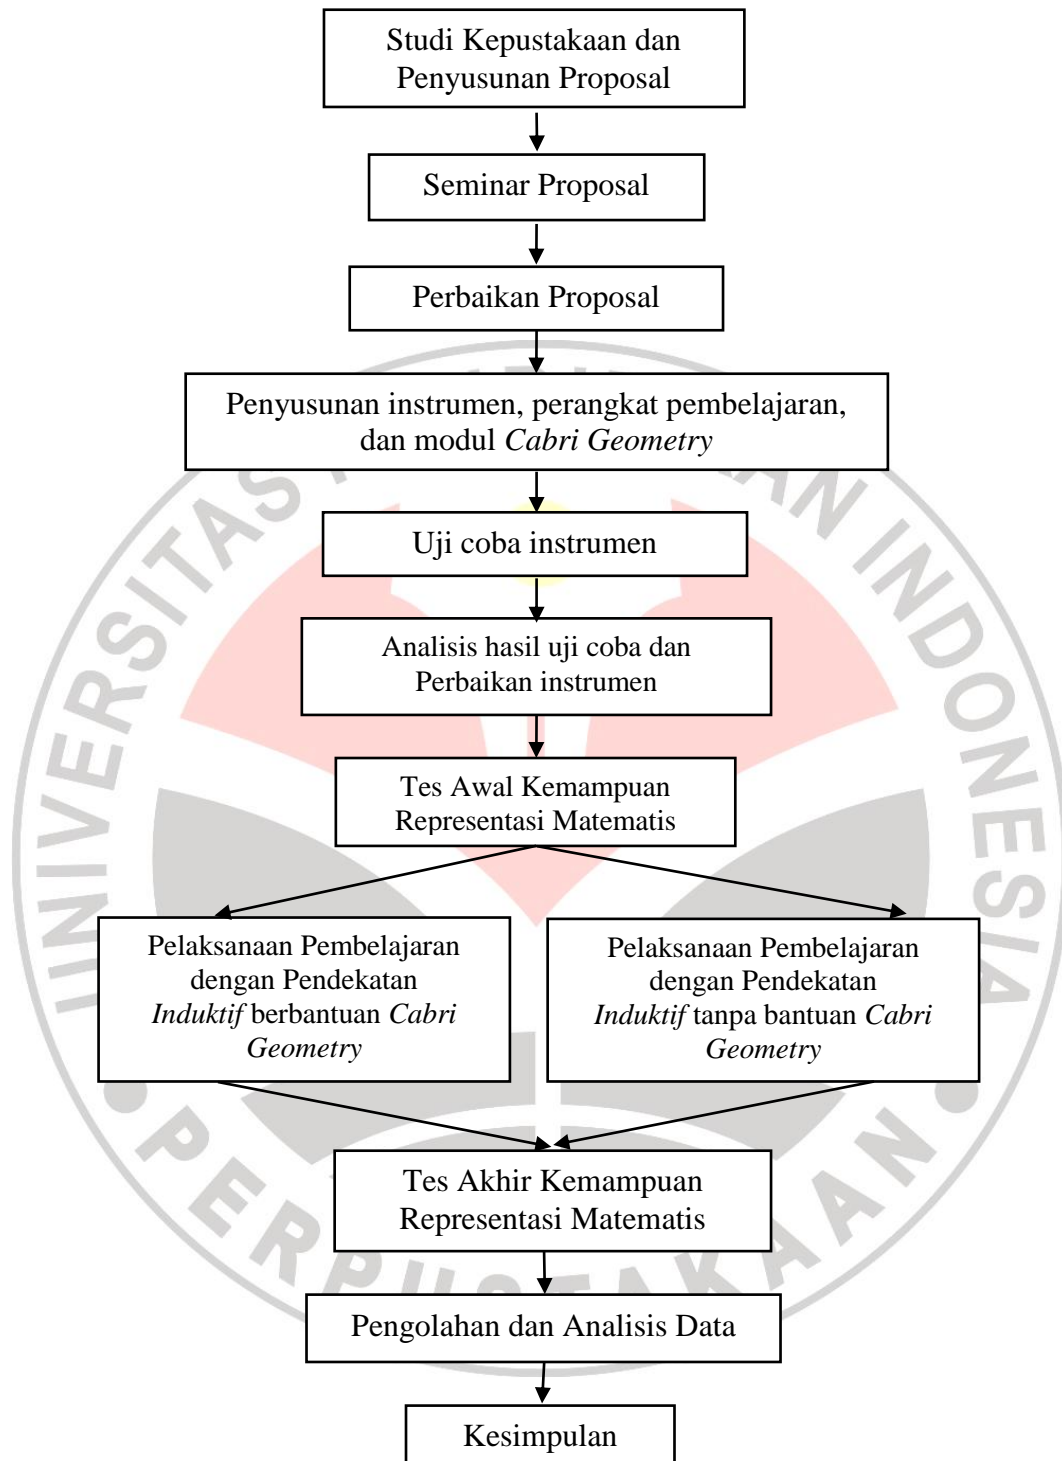 Studi Kepustakaan dan
Penyusunan Proposal
Seminar Proposal
Perbaikan Proposal
Penyusunan instrumen, perangkat pembelajaran,
dan modul Cabri Geometry
Uji coba instrumen
Analisis hasil uji coba dan
Perbaikan instrumen
Tes Awal Kemampuan
Representasi Matematis
Pelaksanaan Pembelajaran
dengan Pendekatan
Induktif berbantuan Cabri
Geometry
Pelaksanaan Pembelajaran
dengan Pendekatan
Induktif tanpa bantuan Cabri
Geometry
Tes Akhir Kemampuan
Representasi Matematis
Pengolahan dan Analisis Data
Kesimpulan
UNIVERSITAS
INDONESIA
PERPUSTAKAAN